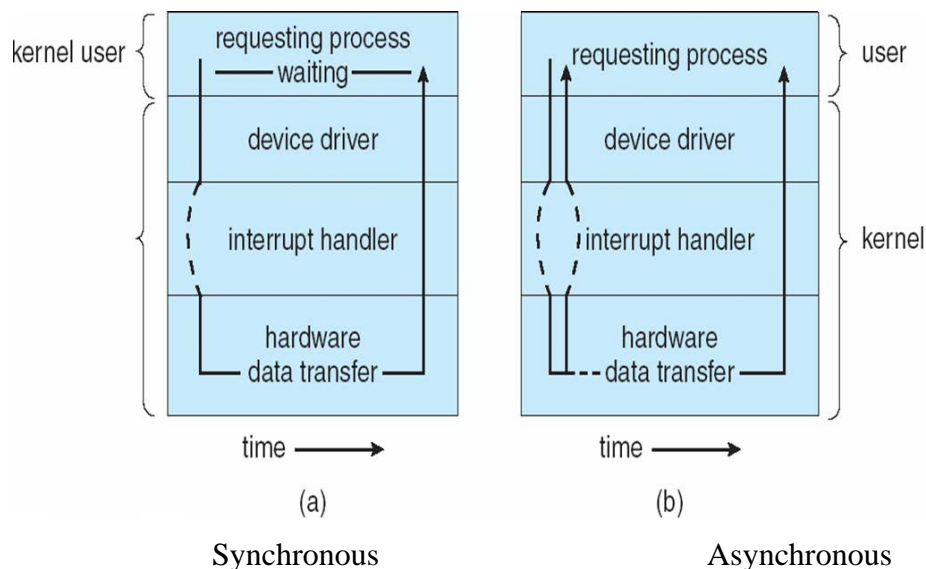 kernel user
requesting process
waiting
device driver
interrupt handler
hardware
data transfer
time
(a)
Synchronous
requesting process
user
device driver
interrupt handler
kernel
hardware
data transfer
time
(b)
Asynchronous